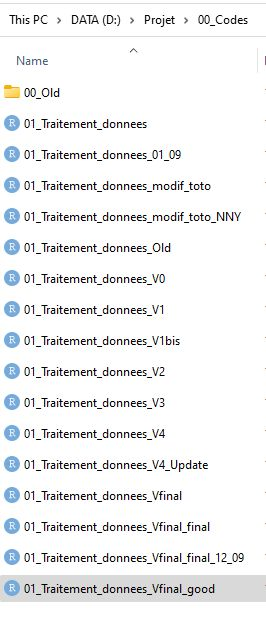 This PC > DATA (D:) > Projet > 00_Codes
Name
00_Old
R 01_Traitement_donnees
R 01_Traitement_donnees_01_09
R 01_Traitement_donnees_modif_toto
R 01_Traitement_donnees_modif_toto_NNY
R 01_Traitement_donnees_Old
R 01_Traitement_donnees_V0
R 01_Traitement_donnees_V1
R 01_Traitement_donnees_V1bis
R 01_Traitement_donnees_V2
R 01_Traitement_donnees_V3
R 01_Traitement_donnees_V4
R 01_Traitement_donnees_V4_Update
R 01_Traitement_donnees_Vfinal
R 01_Traitement_donnees_Vfinal_final
R 01_Traitement_donnees_Vfinal_final_12_09
R 01_Traitement_donnees_Vfinal_good